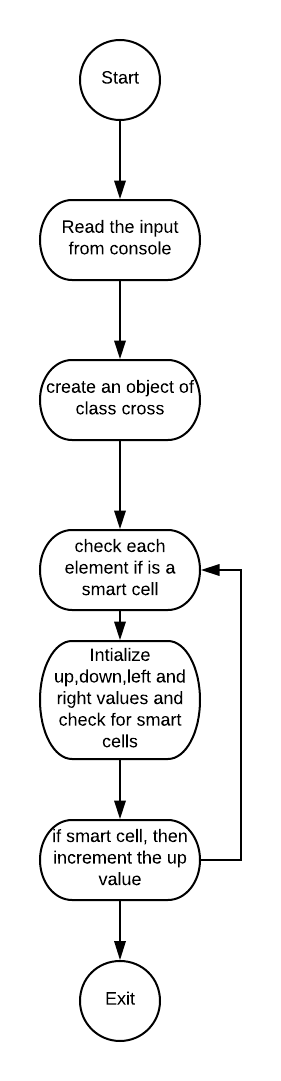 Start
Read the input
from console
create an object of
class cross
check each
element if is a
smart cell
Intialize
up,down,left and
right values and
check for smart
cells
if smart cell, then
increment the up
value
Exit